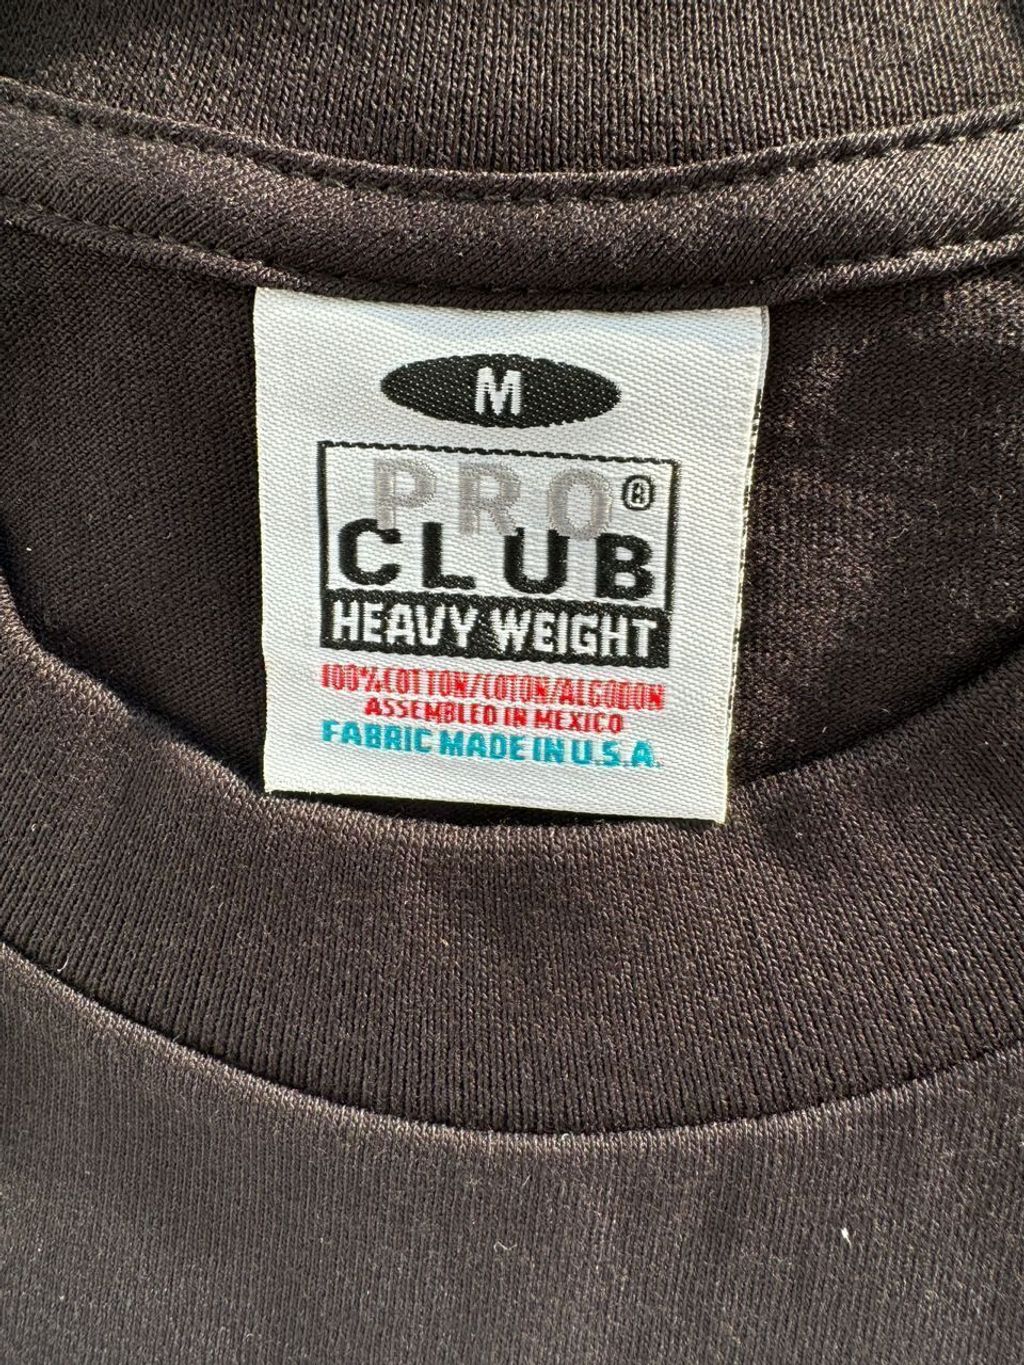 M
PRO®
CLUB
HEAVY WEIGHT
100% COTTON/COTON/ALGODON
ASSEMBLED IN MEXICO
FABRIC MADE IN U.S.A.